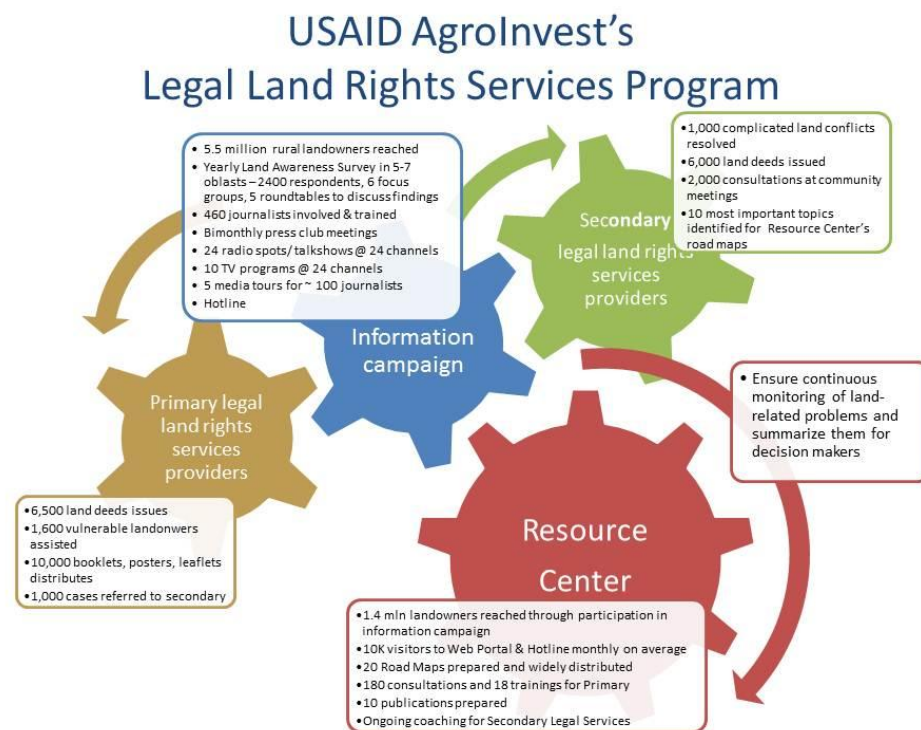 USAID AgroInvest's
Legal Land Rights Services Program
• 5.5 million rural landowners reached
• Yearly Land Awareness Survey in 5-7
oblasts – 2400 respondents, 6 focus
groups, 5 roundtables to discuss findings
• 460 journalists involved & trained
• Bimonthly press club meetings
• 24 radio spots/ talkshows @ 24 channels
• 10 TV programs @ 24 channels
• 5 media tours for ~ 100 journalists
• Hotline
Information
campaign
•1,000 complicated land conflicts
resolved
•6,000 land deeds issued
•2,000 consultations at community
meetings
•10 most important topics
identified for Resource Center's
road maps
Secondary
legal land rights
services
providers
Primary legal
land rights
services
providers
•6,500 land deeds issues
•1,600 vulnerable landonwers
assisted
•10,000 booklets, posters, leaflets
distributes
•1,000 cases referred to secondary
• Ensure continuous
monitoring of land-
related problems and
summarize them for
decision makers
Resource
Center
•1.4 mln landowners reached through participation in
information campaign
•10K visitors to Web Portal & Hotline monthly on average
•20 Road Maps prepared and widely distributed
•180 consultations and 18 trainings for Primary
•10 publications prepared
•Ongoing coaching for Secondary Legal Services